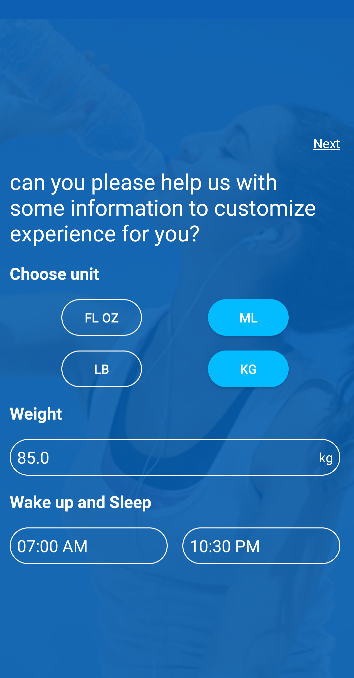 Next
can you please help us with
some information to customize
experience for you?
Choose unit
FL OZ ML
LB KG
Weight
85.0 kg
Wake up and Sleep
07:00 AM 10:30 PM